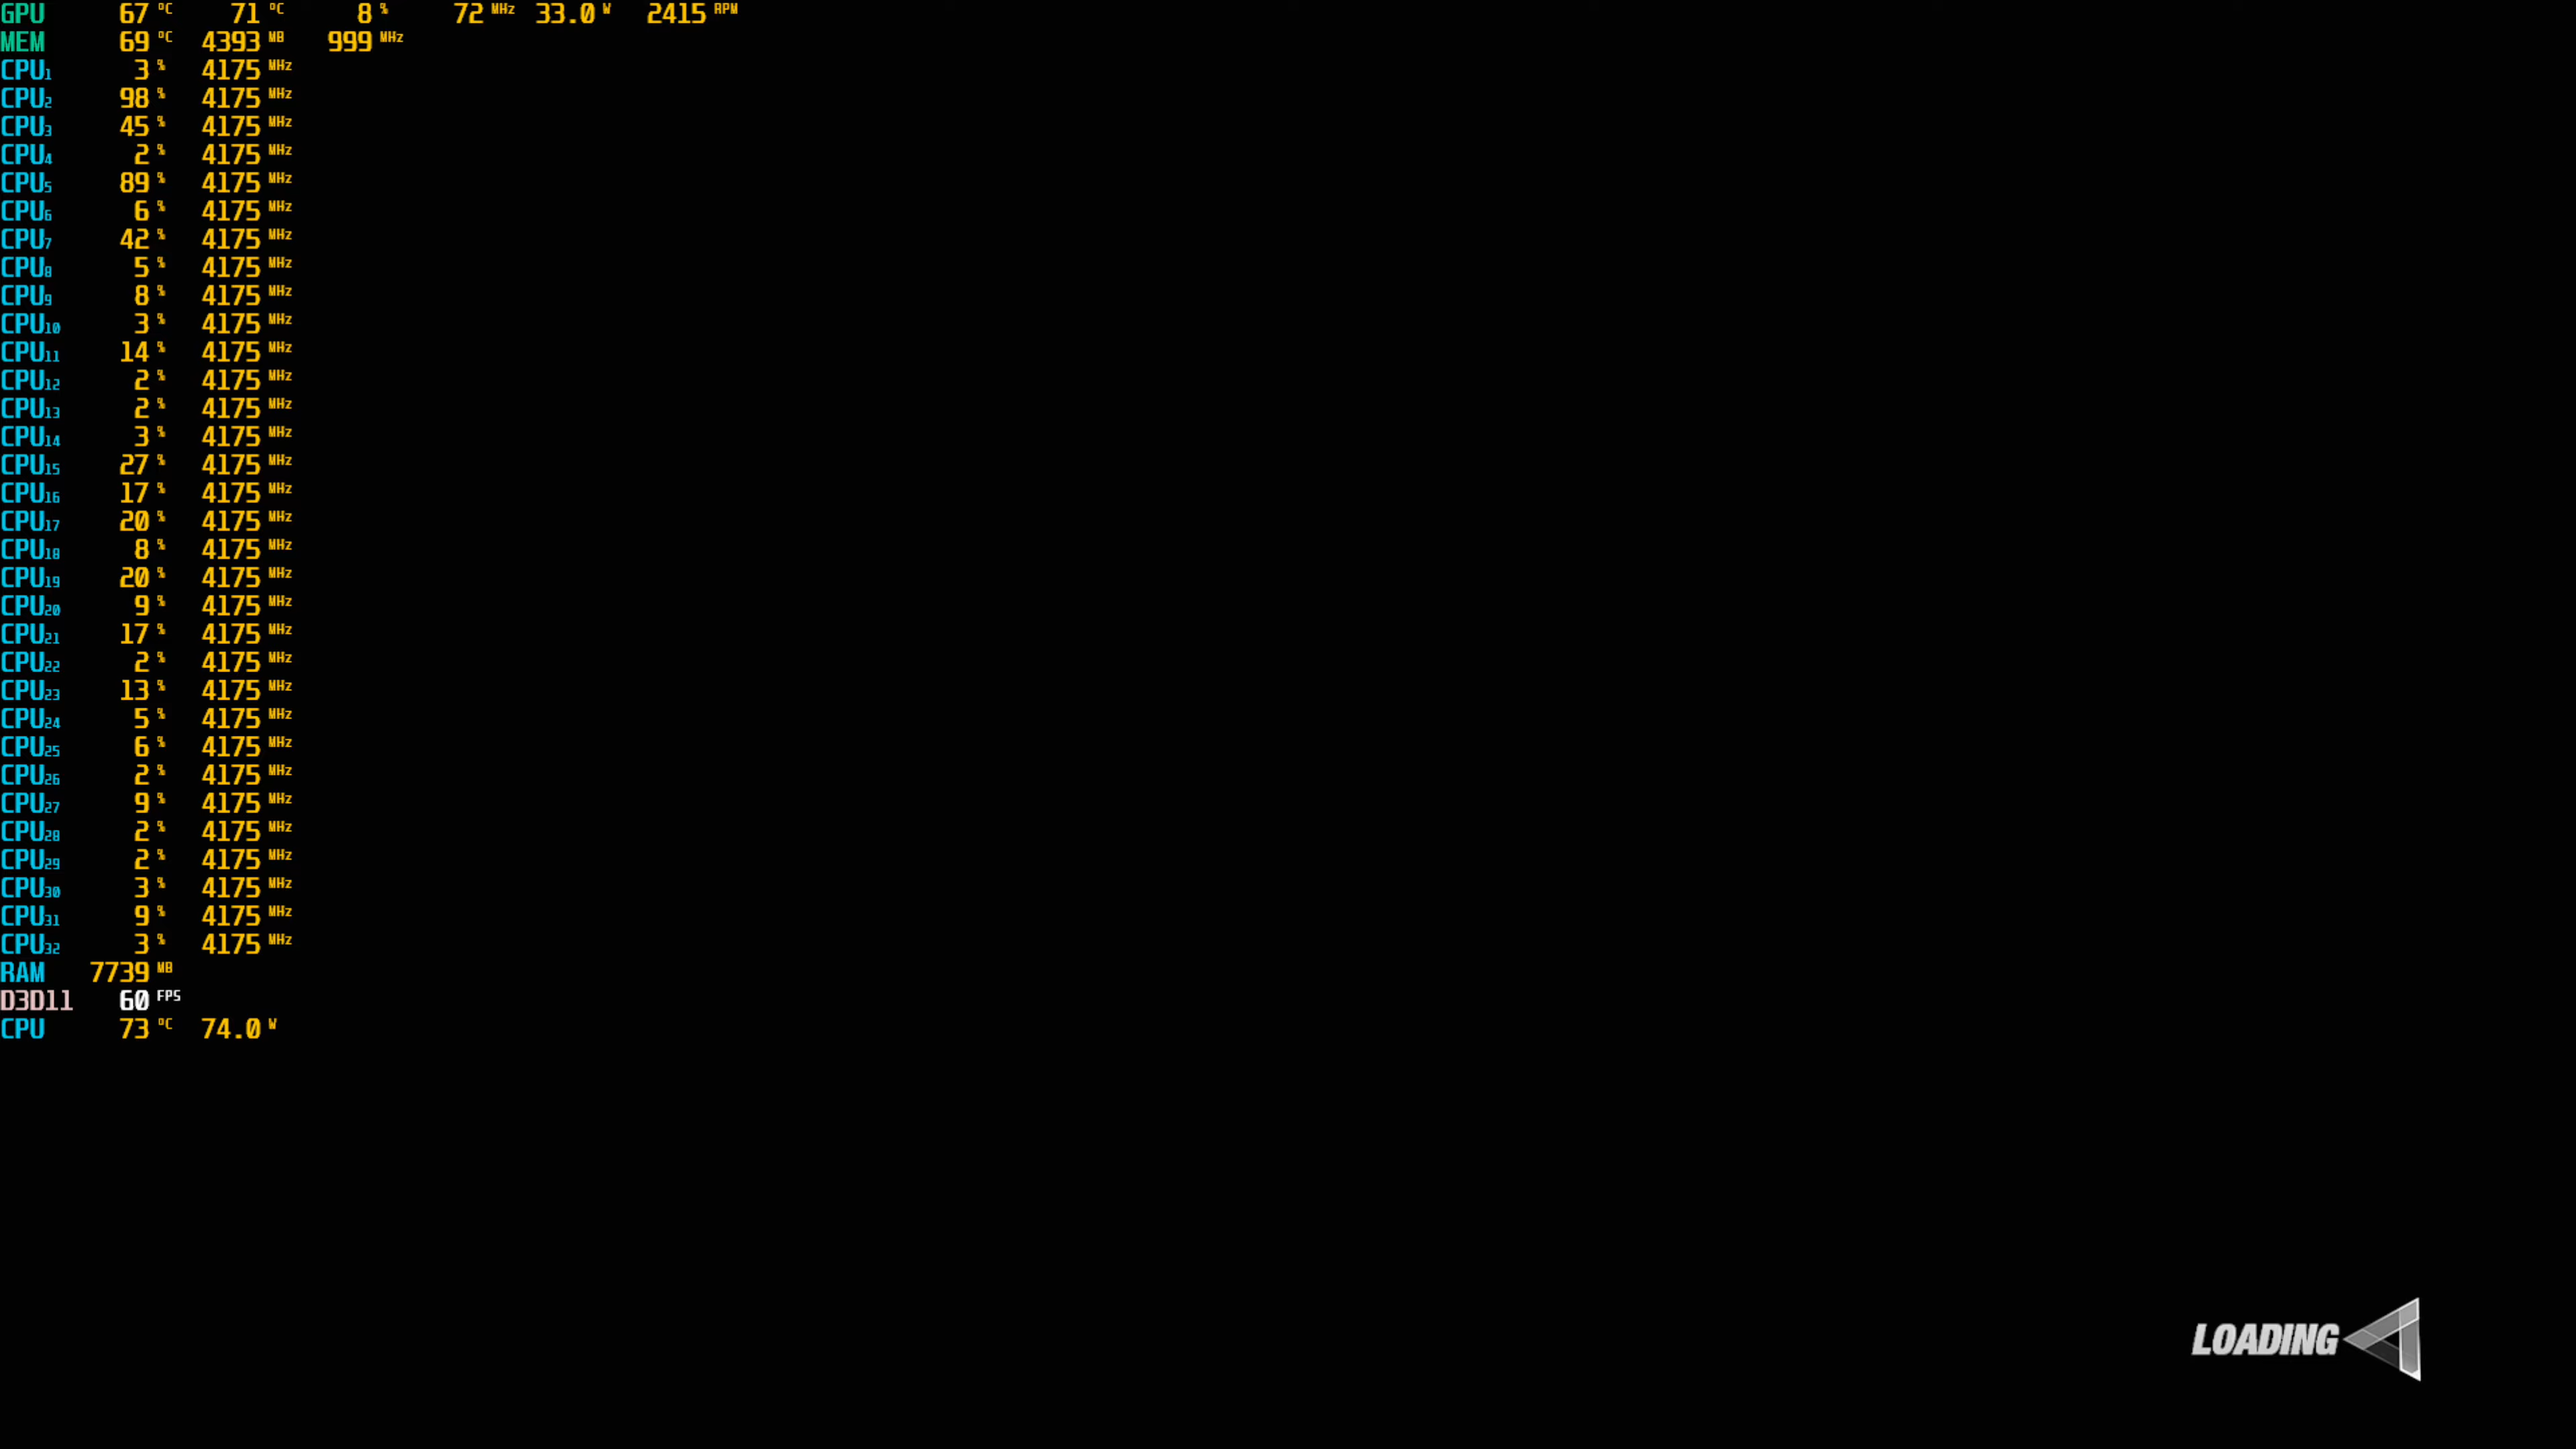 GPU 67 °C 71 °C 8 % 72 MHz 33.0 W 2415 RPM
MEM 69 °C 4393 MB 999 MHz
CPU1 3 % 4175 MHz
CPU2 98 % 4175 MHz
CPU3 45 % 4175 MHz
CPU4 2 % 4175 MHz
CPU5 89 % 4175 MHz
CPU6 6 % 4175 MHz
CPU7 42 % 4175 MHz
CPU8 5 % 4175 MHz
CPU9 8 % 4175 MHz
CPU10 3 % 4175 MHz
CPU11 14 % 4175 MHz
CPU12 2 % 4175 MHz
CPU13 2 % 4175 MHz
CPU14 3 % 4175 MHz
CPU15 27 % 4175 MHz
CPU16 17 % 4175 MHz
CPU17 20 % 4175 MHz
CPU18 8 % 4175 MHz
CPU19 20 % 4175 MHz
CPU20 9 % 4175 MHz
CPU21 17 % 4175 MHz
CPU22 2 % 4175 MHz
CPU23 13 % 4175 MHz
CPU24 5 % 4175 MHz
CPU25 6 % 4175 MHz
CPU26 2 % 4175 MHz
CPU27 9 % 4175 MHz
CPU28 2 % 4175 MHz
CPU29 2 % 4175 MHz
CPU30 3 % 4175 MHz
CPU31 9 % 4175 MHz
CPU32 3 % 4175 MHz
RAM 7739 MB
D3D11 60 FPS
CPU 73 °C 74.0 W
LOADING